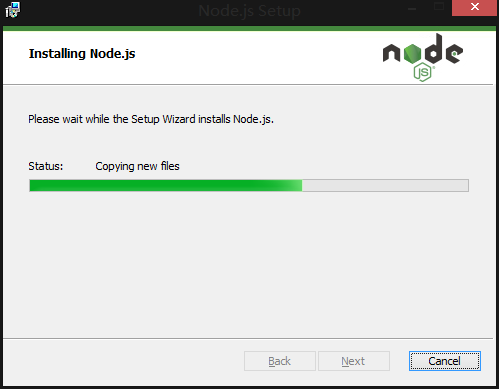 Node.js Setup
Installing Node.js
node
JS
Please wait while the Setup Wizard installs Node.js.
Status: Copying new files
Back Next Cancel